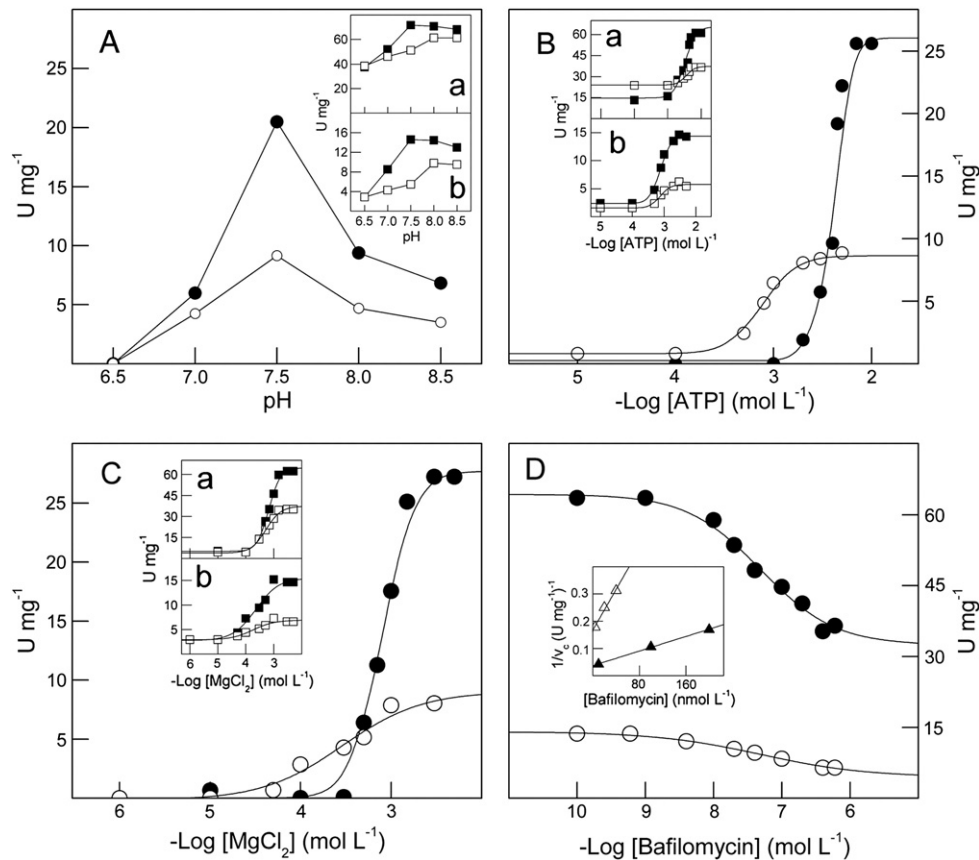 A
U mg-1
25
20
15
10
5
6.5 7.0 7.5 8.0 8.5
pH
U mg-1
60
40
20
a
16
12
8
4
b
6.5 7.0 7.5 8.0 8.5
pH
B
U mg-1
25
20
15
10
5
5 4 3 2
-Log [ATP] (mol L-1)
U mg-1
60
45
30
15
a
15
10
5
b
5 4 3 2
-Log [ATP] (mol L)-1
C
U mg-1
25
20
15
10
5
6 5 4 3
-Log [MgCl2] (mol L-1)
U mg-1
60
45
30
15
a
15
10
5
b
6 5 4 3
-Log [MgCl2] (mol L-1)
D
U mg-1
60
45
30
15
10 9 8 7 6
-Log [Bafilomycin] (mol L-1)
1/vc (U mg-1)-1
0.3
0.2
0.1
80 160
[Bafilomycin] (nmol L-1)